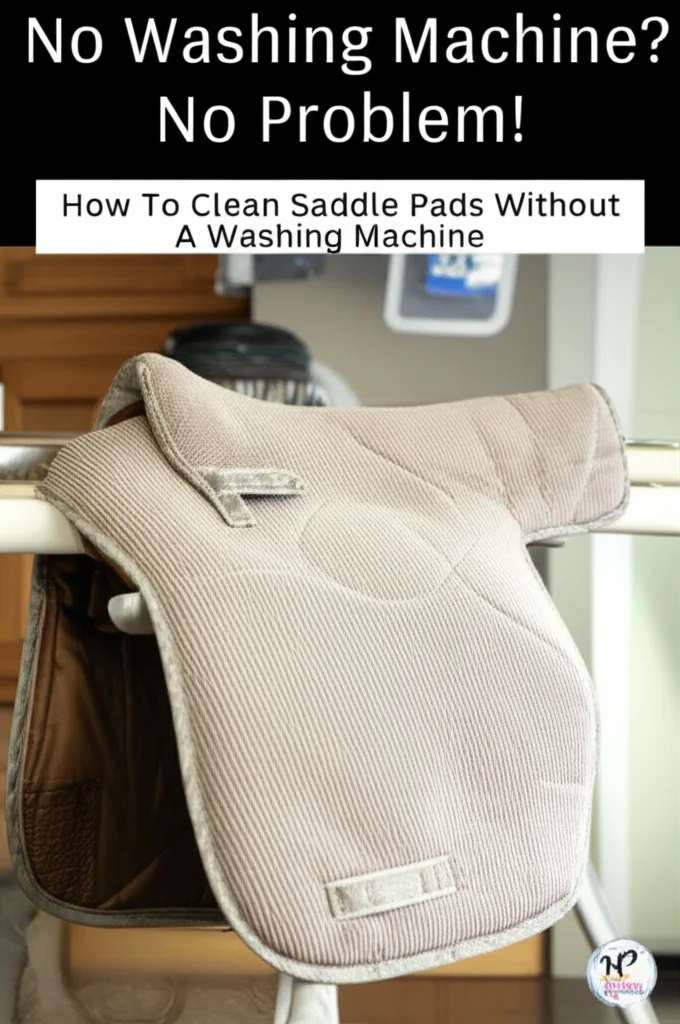 No Washing Machine?
No Problem!
How To Clean Saddle Pads Without
A Washing Machine